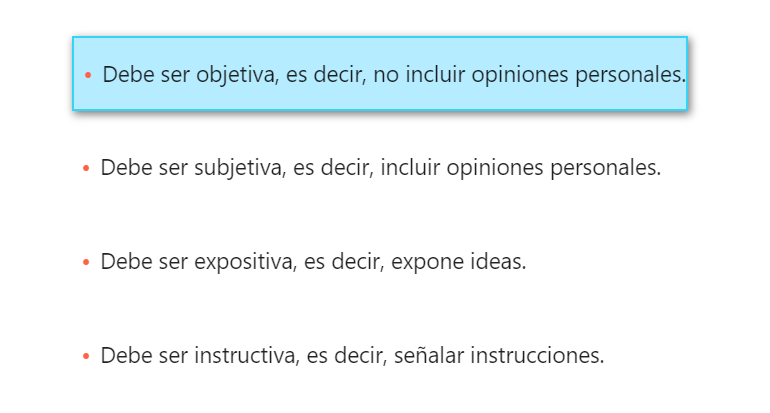 • Debe ser objetiva, es decir, no incluir opiniones personales.
• Debe ser subjetiva, es decir, incluir opiniones personales.
• Debe ser expositiva, es decir, expone ideas.
• Debe ser instructiva, es decir, señalar instrucciones.